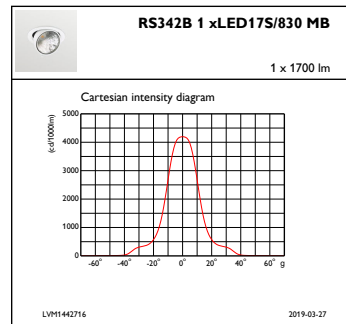 RS342B 1 xLED17S/830 MB
1 x 1700 lm
Cartesian intensity diagram
(cd/1000lm)
5000
4000
3000
2000
1000
0
-60° -40° -20° 0° 20° 40° 60° g
LVM1442716 2019-03-27